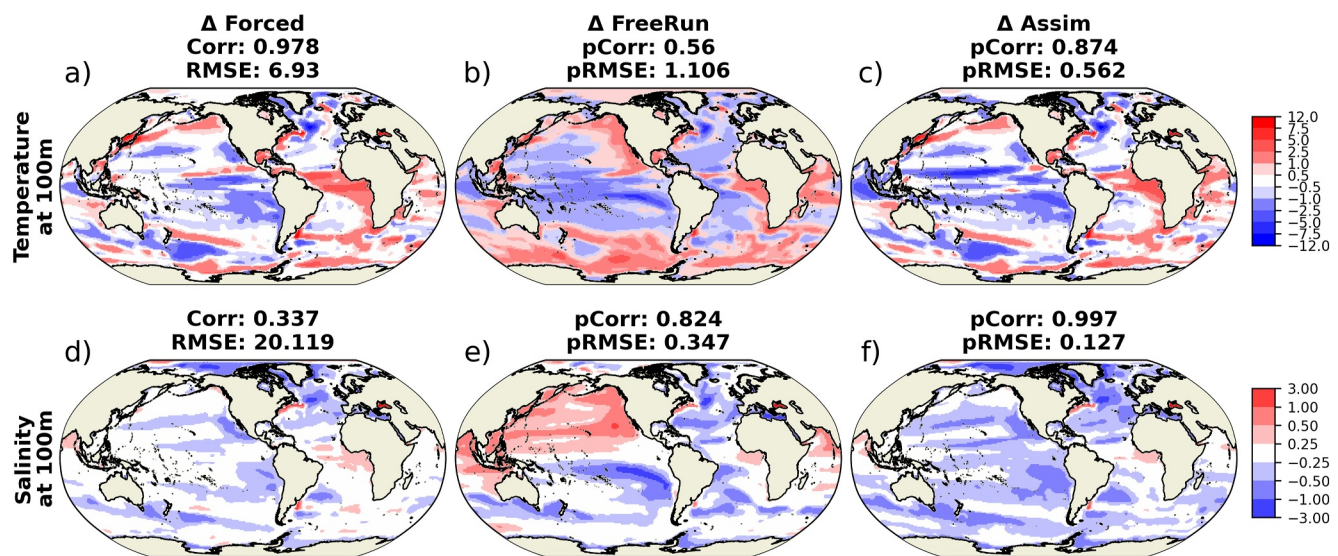 Δ Forced
Corr: 0.978
RMSE: 6.93
Δ FreeRun
pCorr: 0.56
pRMSE: 1.106
Δ Assim
pCorr: 0.874
pRMSE: 0.562
a)
b)
c)
Temperature
at 100m
12.0
7.5
5.0
2.5
1.0
0.5
−0.5
−1.0
−2.5
−5.0
−7.5
−12.0
Corr: 0.337
RMSE: 20.119
pCorr: 0.824
pRMSE: 0.347
pCorr: 0.997
pRMSE: 0.127
d)
e)
f)
Salinity
at 100m
3.00
1.00
0.50
0.25
−0.25
−0.50
−1.00
−3.00